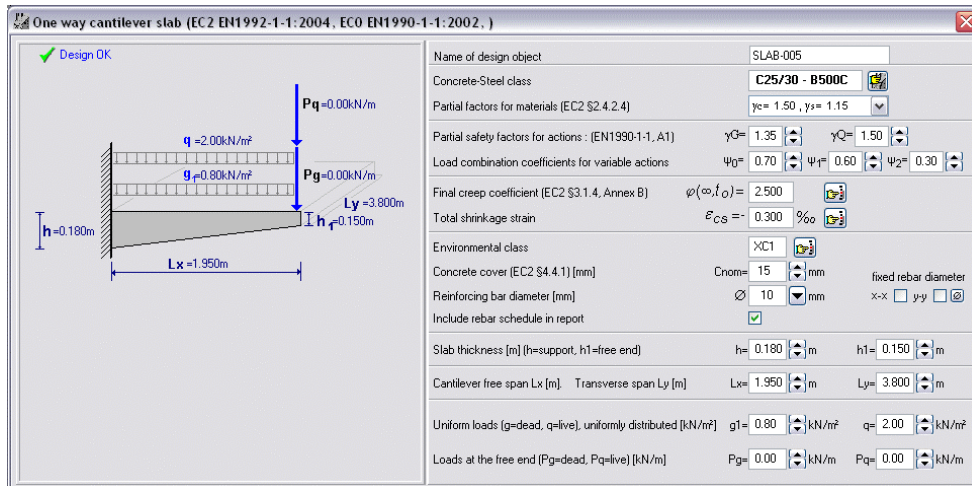 One way cantilever slab (EC2 EN1992-1-1:2004, EC0 EN1990-1-1:2002, )
Design OK
Pq=0.00kN/m
q =2.00kN/m²
g1=0.80kN/m²
Pg=0.00kN/m
Ly =3.800m
h=0.180m
h1=0.150m
Lx =1.950m
Name of design object SLAB-005
Concrete-Steel class C25/30 - B500C
Partial factors for materials (EC2 §2.4.2.4) γc= 1.50 , γs= 1.15
Partial safety factors for actions : (EN1990-1-1, A1) γG= 1.35 γQ= 1.50
Load combination coefficients for variable actions Ψ0= 0.70 Ψ1= 0.60 Ψ2= 0.30
Final creep coefficient (EC2 §3.1.4, Annex B) φ(∞,to)= 2.500
Total shrinkage strain εcs =- 0.300 ‰
Environmental class XC1
Concrete cover (EC2 §4.4.1) [mm] Cnom= 15 mm fixed rebar diameter
Reinforcing bar diameter [mm] Ø 10 mm x-x y-y Ø
Include rebar schedule in report
Slab thickness [m] (h=support, h1=free end) h= 0.180 m h1= 0.150 m
Cantilever free span Lx [m]. Transverse span Ly [m] Lx= 1.950 m Ly= 3.800 m
Uniform loads (g=dead, q=live), uniformly distributed [kN/m²] g1= 0.80 kN/m² q= 2.00 kN/m²
Loads at the free end (Pg=dead, Pq=live) [kN/m] Pg= 0.00 kN/m Pq= 0.00 kN/m